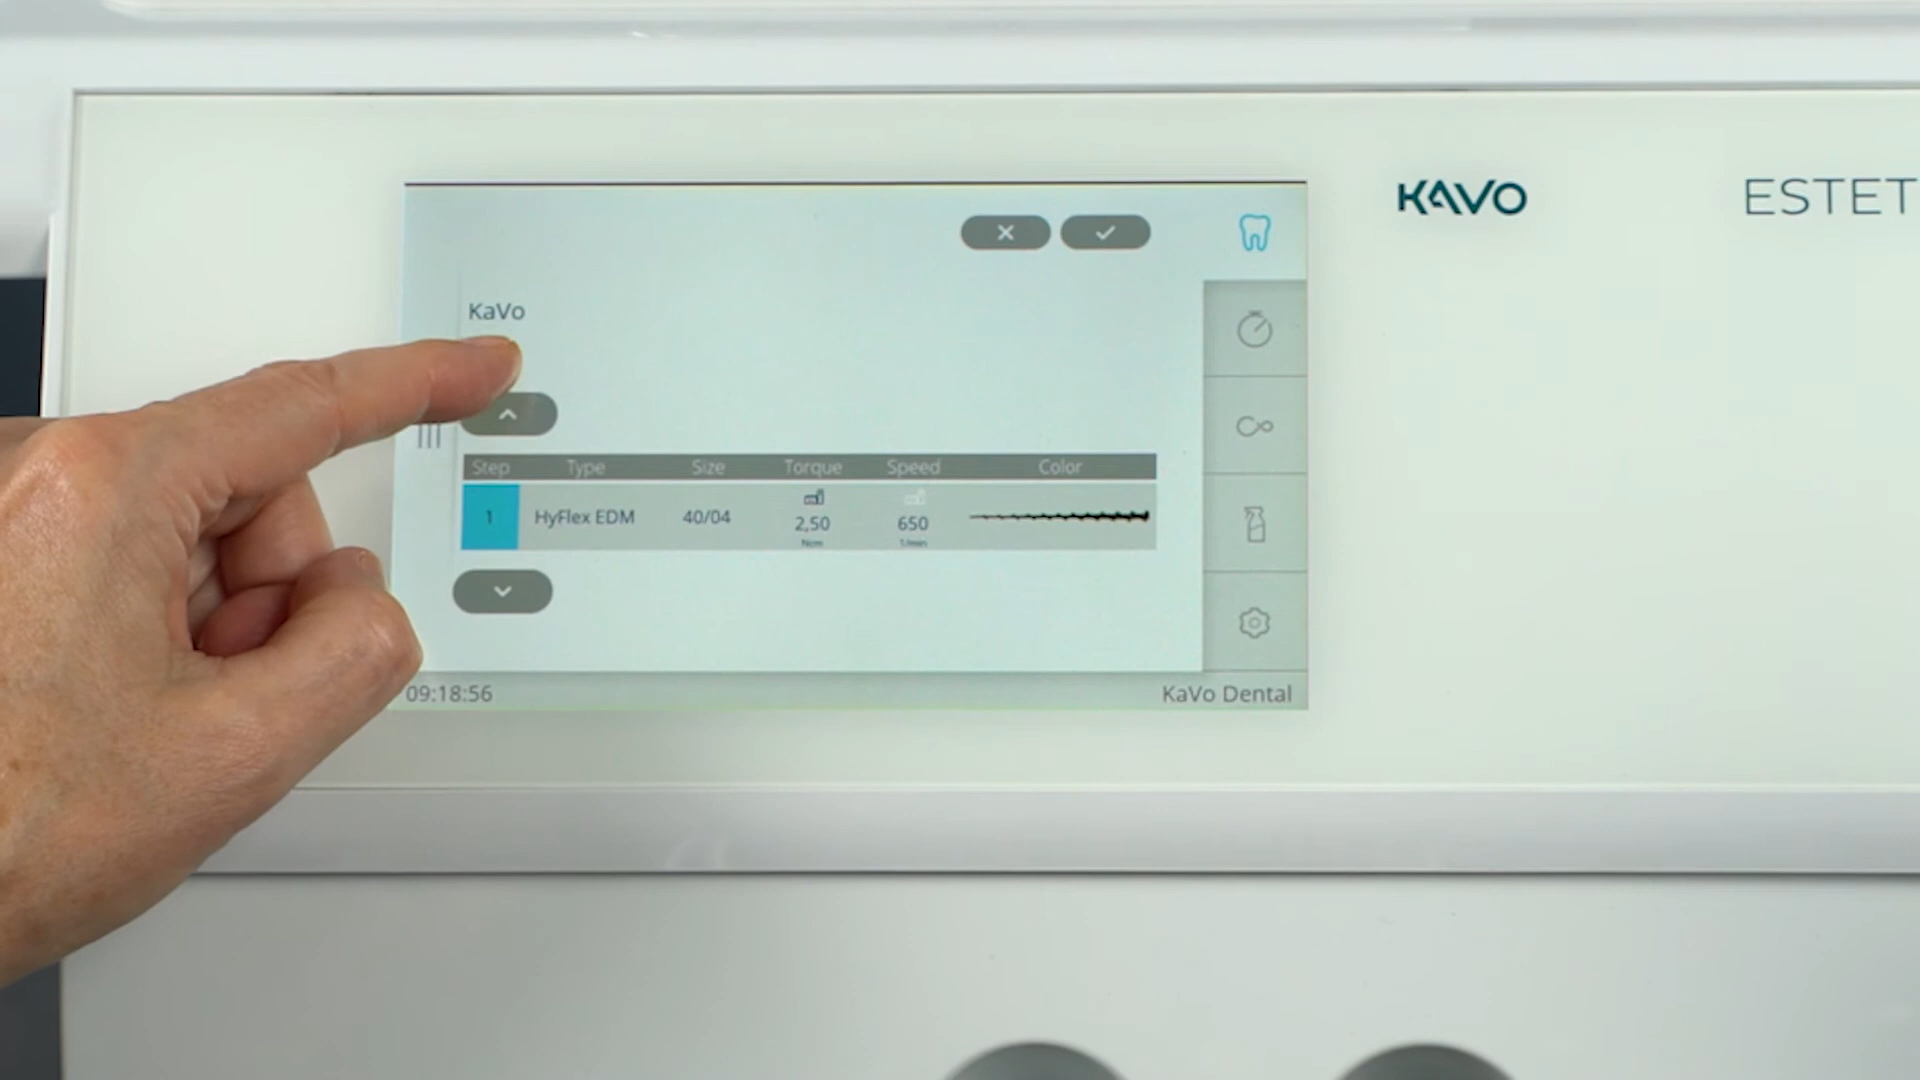 KAVO ESTET
KaVo
Step Type Size Torque Speed Color
1 HyFlex EDM 40/04 2,50 650
Ncm 1/min
09:18:56 KaVo Dental